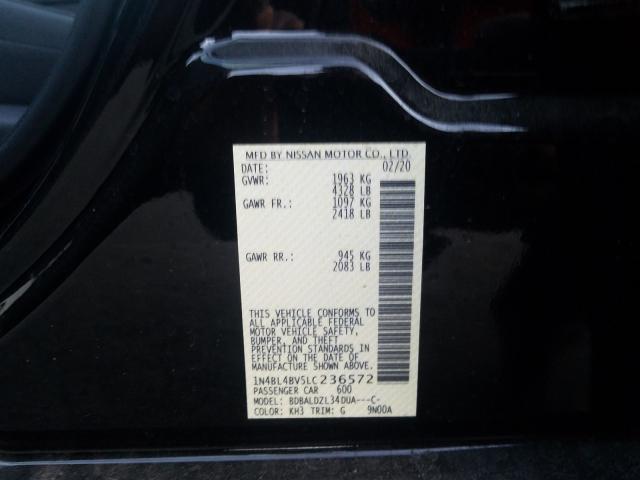 MFD BY NISSAN MOTOR CO., LTD.
DATE: 02/20
GVWR: 1963 KG
4328 LB
GAWR FR.: 1097 KG
2418 LB
GAWR RR.: 945 KG
2083 LB
THIS VEHICLE CONFORMS TO
ALL APPLICABLE FEDERAL
MOTOR VEHICLE SAFETY,
BUMPER, AND THEFT
PREVENTION STANDARDS IN
EFFECT ON THE DATE OF
MANUFACTURE SHOWN ABOVE.
1N4BL4BV5LC236572
PASSENGER CAR 600
MODEL: BDBALDZL34DUA---C-
COLOR: KH3 TRIM: G 9N00A